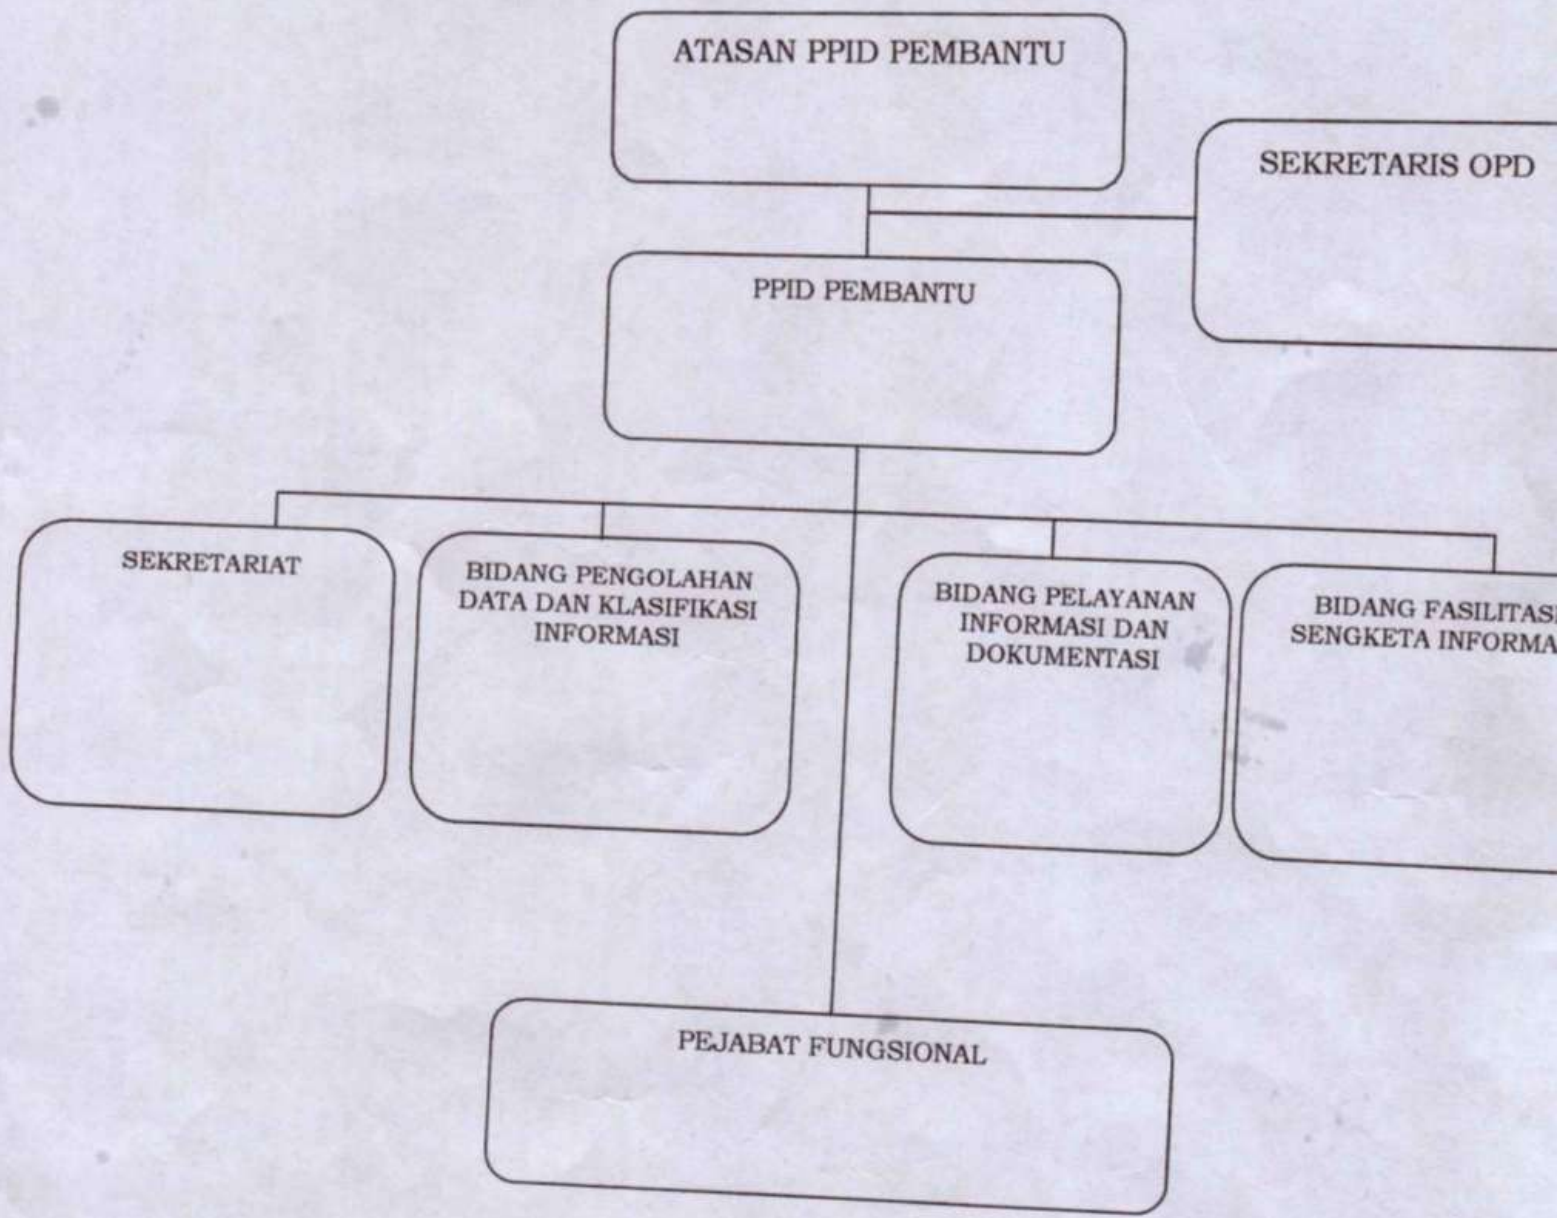 ATASAN PPID PEMBANTU
SEKRETARIS OPD
PPID PEMBANTU
SEKRETARIAT
BIDANG PENGOLAHAN
DATA DAN KLASIFIKASI
INFORMASI
BIDANG PELAYANAN
INFORMASI DAN
DOKUMENTASI
BIDANG FASILITASI
SENGKETA INFORMA
PEJABAT FUNGSIONAL